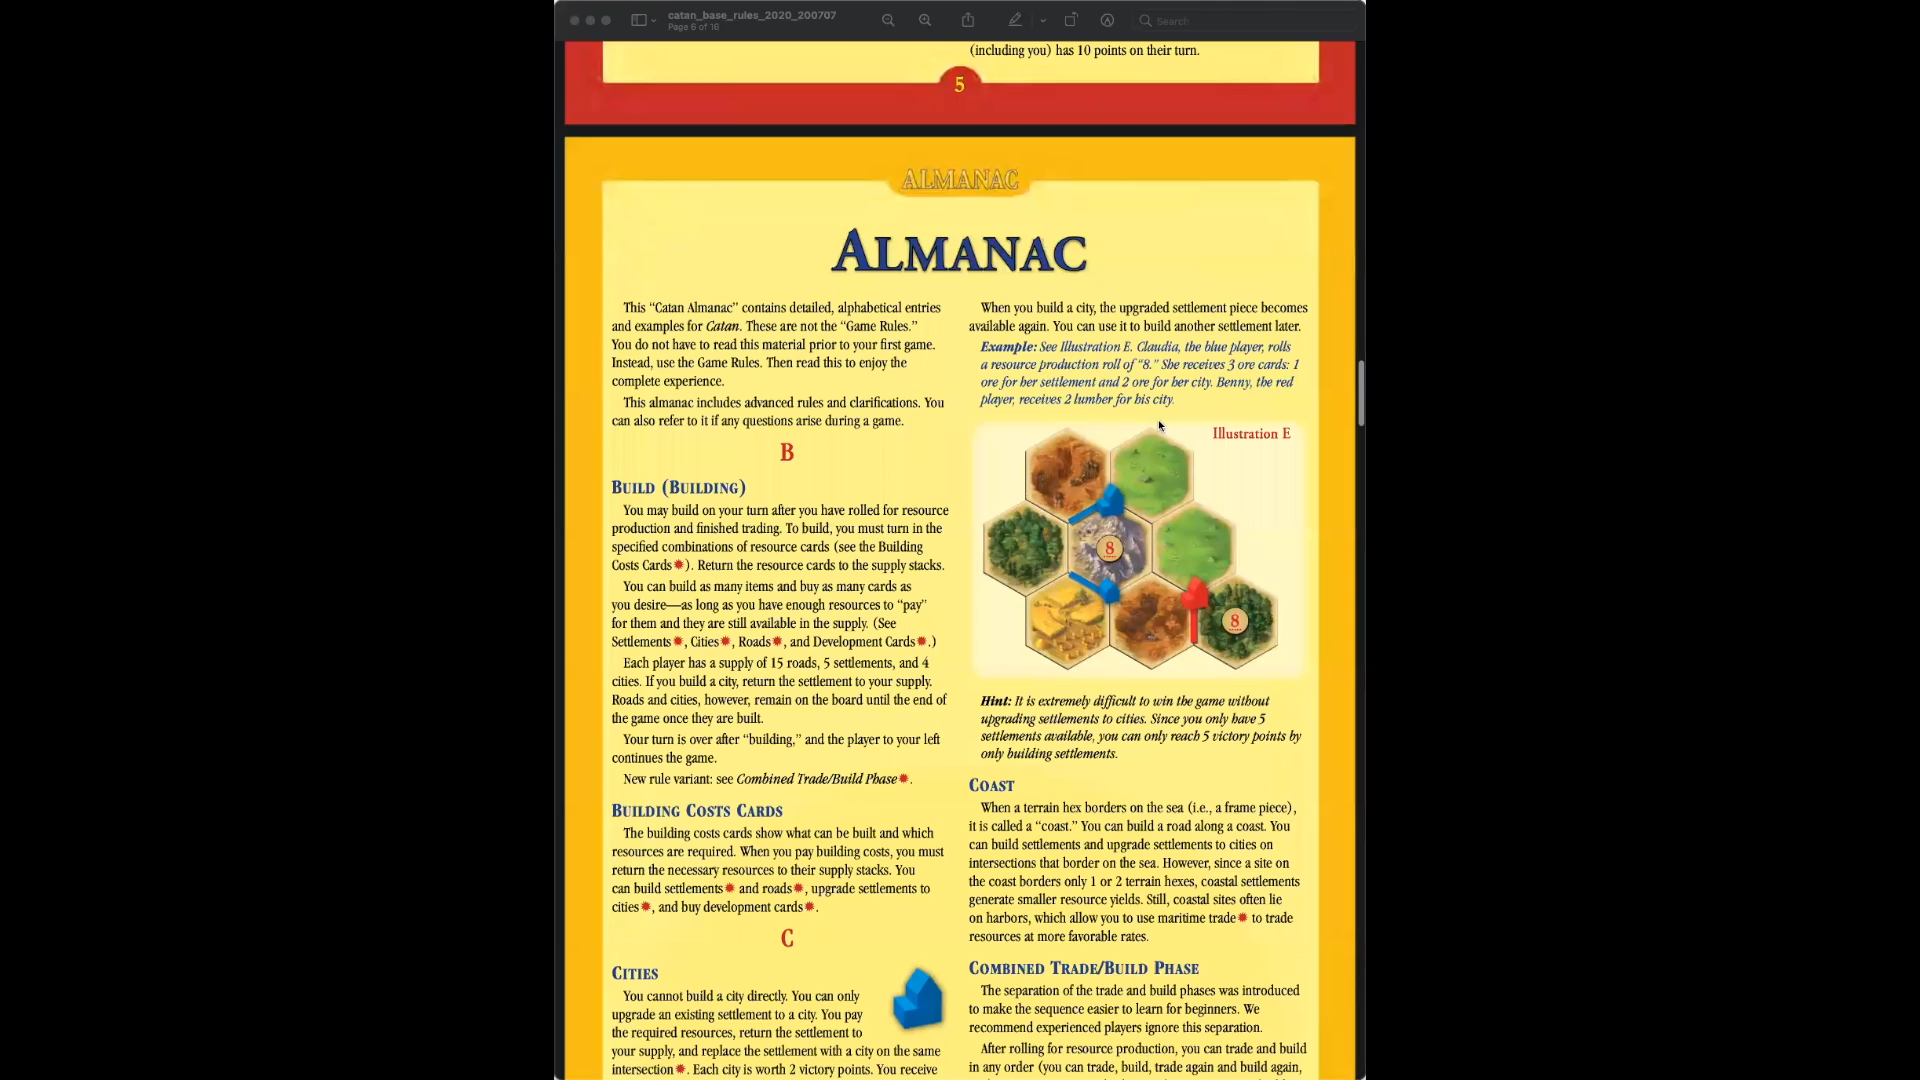 catan_base_rules_2020_200707
Page 6 of 16
Search
(including you) has 10 points on their turn.
5
ALMANAC
ALMANAC
This “Catan Almanac” contains detailed, alphabetical entries
and examples for Catan. These are not the “Game Rules.”
You do not have to read this material prior to your first game.
Instead, use the Game Rules. Then read this to enjoy the
complete experience.
This almanac includes advanced rules and clarifications. You
can also refer to it if any questions arise during a game.
B
BUILD (BUILDING)
You may build on your turn after you have rolled for resource
production and finished trading. To build, you must turn in the
specified combinations of resource cards (see the Building
Costs Cards✹). Return the resource cards to the supply stacks.
You can build as many items and buy as many cards as
you desire—as long as you have enough resources to “pay”
for them and they are still available in the supply. (See
Settlements✹, Cities✹, Roads✹, and Development Cards✹.)
Each player has a supply of 15 roads, 5 settlements, and 4
cities. If you build a city, return the settlement to your supply.
Roads and cities, however, remain on the board until the end of
the game once they are built.
Your turn is over after “building,” and the player to your left
continues the game.
New rule variant: see Combined Trade/Build Phase✹.
BUILDING COSTS CARDS
The building costs cards show what can be built and which
resources are required. When you pay building costs, you must
return the necessary resources to their supply stacks. You
can build settlements✹ and roads✹, upgrade settlements to
cities✹, and buy development cards✹.
C
CITIES
You cannot build a city directly. You can only
upgrade an existing settlement to a city. You pay
the required resources, return the settlement to
your supply, and replace the settlement with a city on the same
intersection✹. Each city is worth 2 victory points. You receive
When you build a city, the upgraded settlement piece becomes
available again. You can use it to build another settlement later.
Example: See Illustration E. Claudia, the blue player, rolls
a resource production roll of “8.” She receives 3 ore cards: 1
ore for her settlement and 2 ore for her city. Benny, the red
player, receives 2 lumber for his city.
Illustration E
8
8
Hint: It is extremely difficult to win the game without
upgrading settlements to cities. Since you only have 5
settlements available, you can only reach 5 victory points by
only building settlements.
COAST
When a terrain hex borders on the sea (i.e., a frame piece),
it is called a “coast.” You can build a road along a coast. You
can build settlements and upgrade settlements to cities on
intersections that border on the sea. However, since a site on
the coast borders only 1 or 2 terrain hexes, coastal settlements
generate smaller resource yields. Still, coastal sites often lie
on harbors, which allow you to use maritime trade✹ to trade
resources at more favorable rates.
COMBINED TRADE/BUILD PHASE
The separation of the trade and build phases was introduced
to make the sequence easier to learn for beginners. We
recommend experienced players ignore this separation.
After rolling for resource production, you can trade and build
in any order (you can trade, build, trade again and build again,